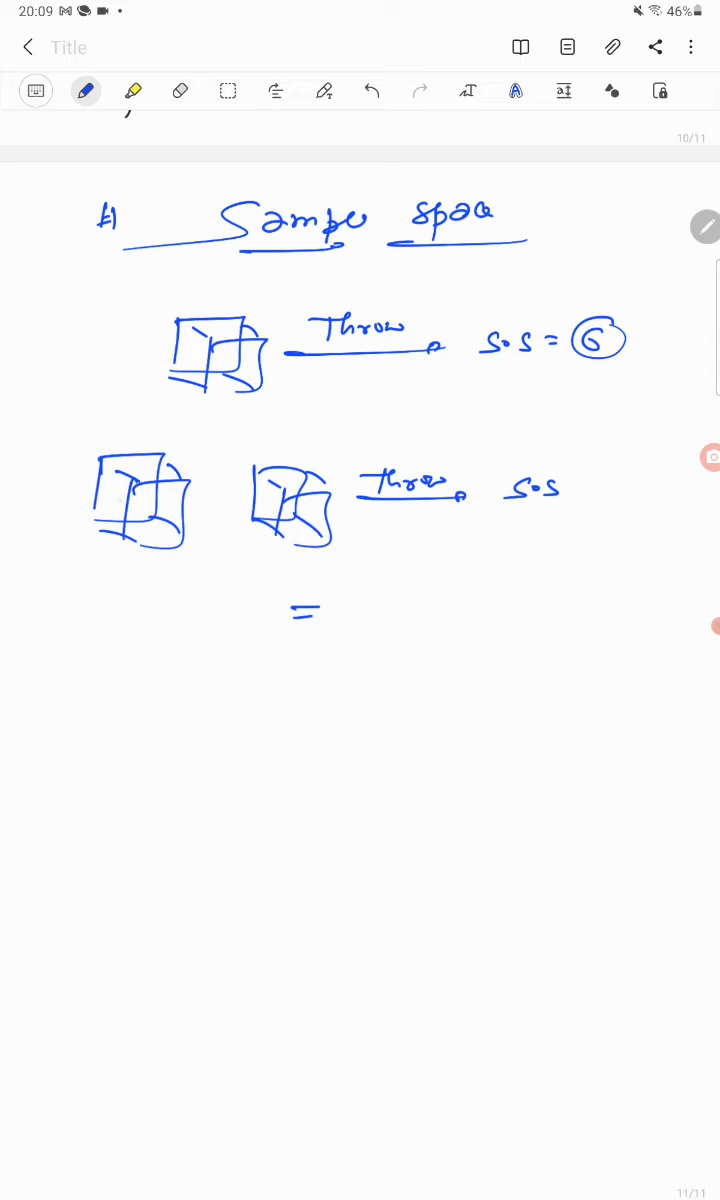 20:09 46%
Title
10/11
#) Sample space
Throw S.S = 6
Throw S.S
=
11/11